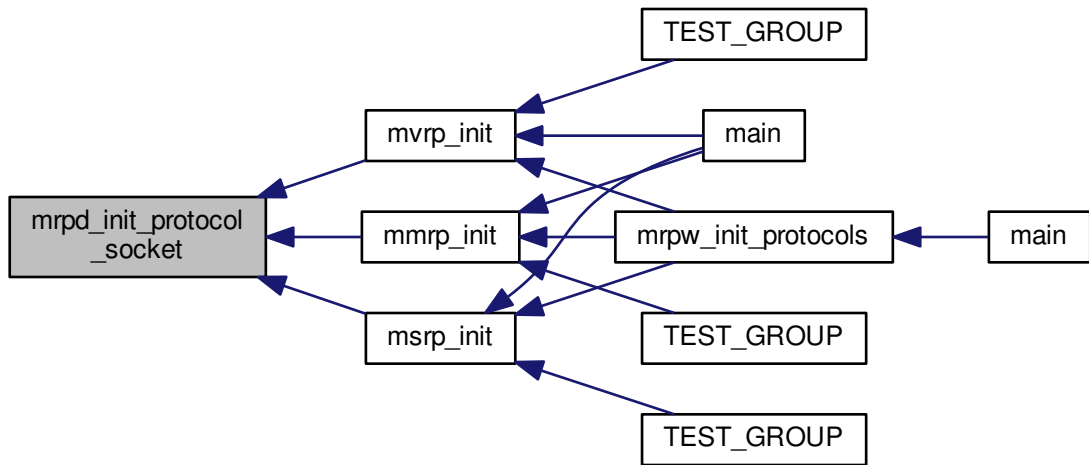 TEST_GROUP
mvrp_init
main
mrpd_init_protocol
_socket
mmrp_init
mrpw_init_protocols
main
msrp_init
TEST_GROUP
TEST_GROUP